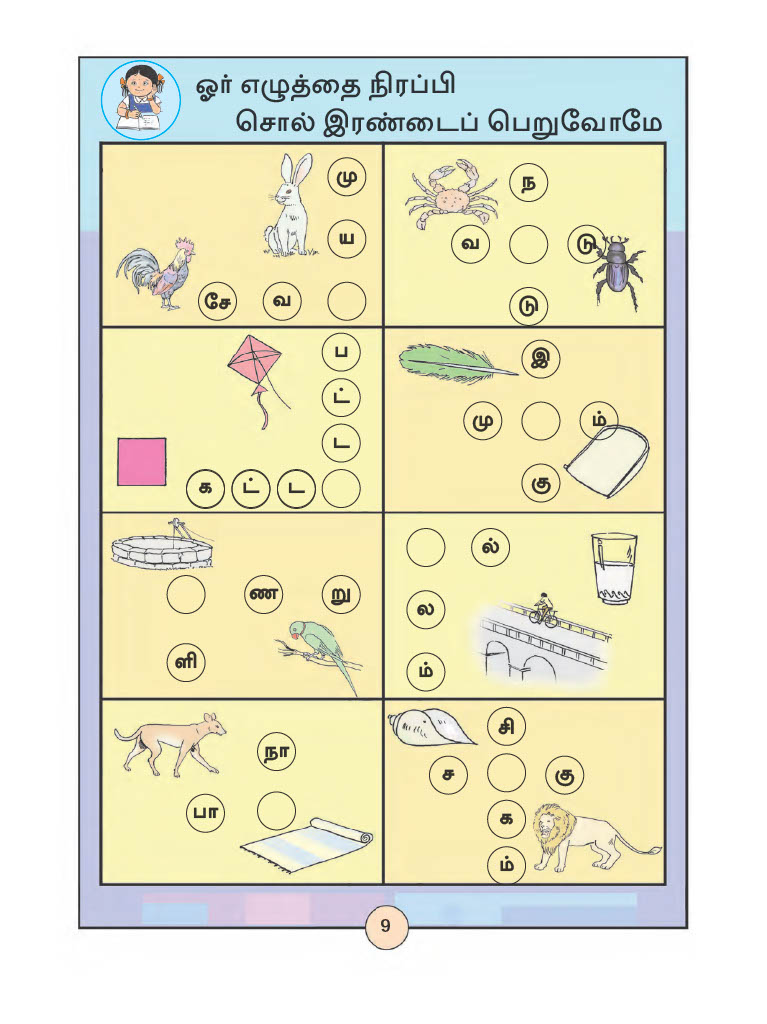 ஓர் எழுத்தை நிரப்பி
சொல் இரண்டைப் பெறுவோமே
மு
ய
சே வ
ந
வ டு
டு
ப
ட்
ட
க ட் ட
இ
மு ம்
கு
ண று
ளி
ல்
ல
ம்
நா
பா
சி
ச கு
க
ம்
9